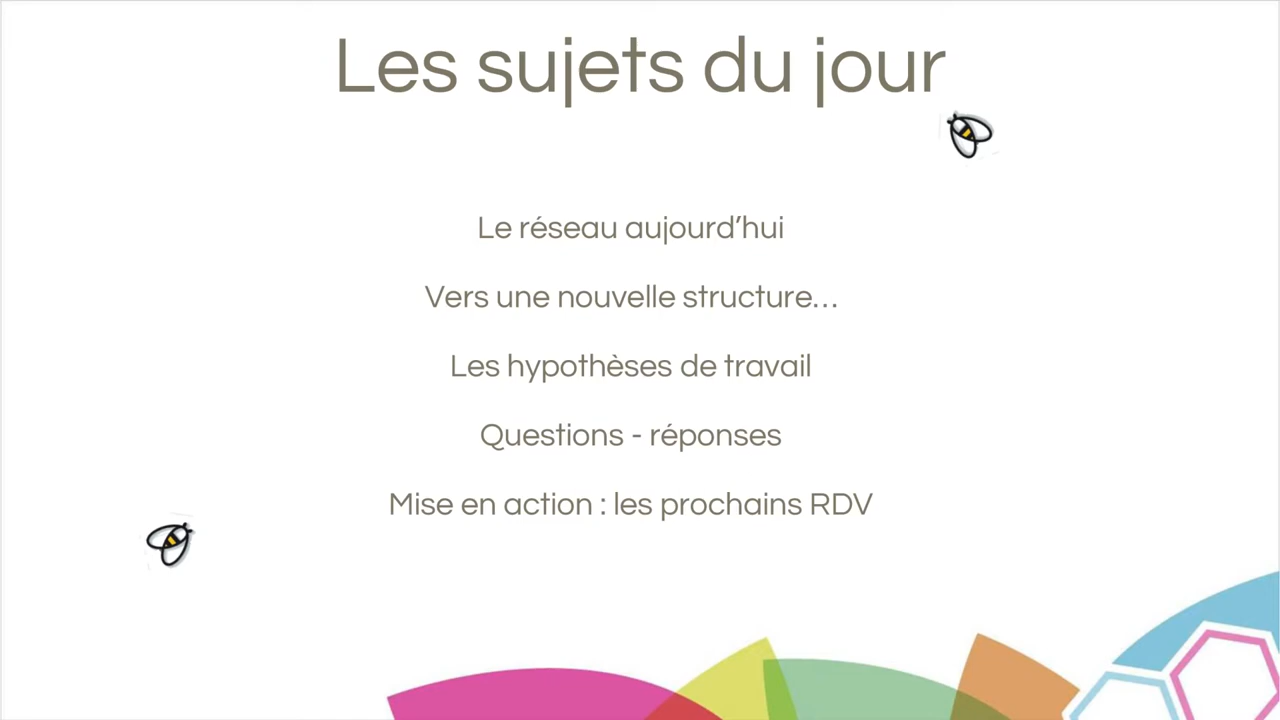 Les sujets du jour
Le réseau aujourd’hui
Vers une nouvelle structure…
Les hypothèses de travail
Questions - réponses
Mise en action : les prochains RDV